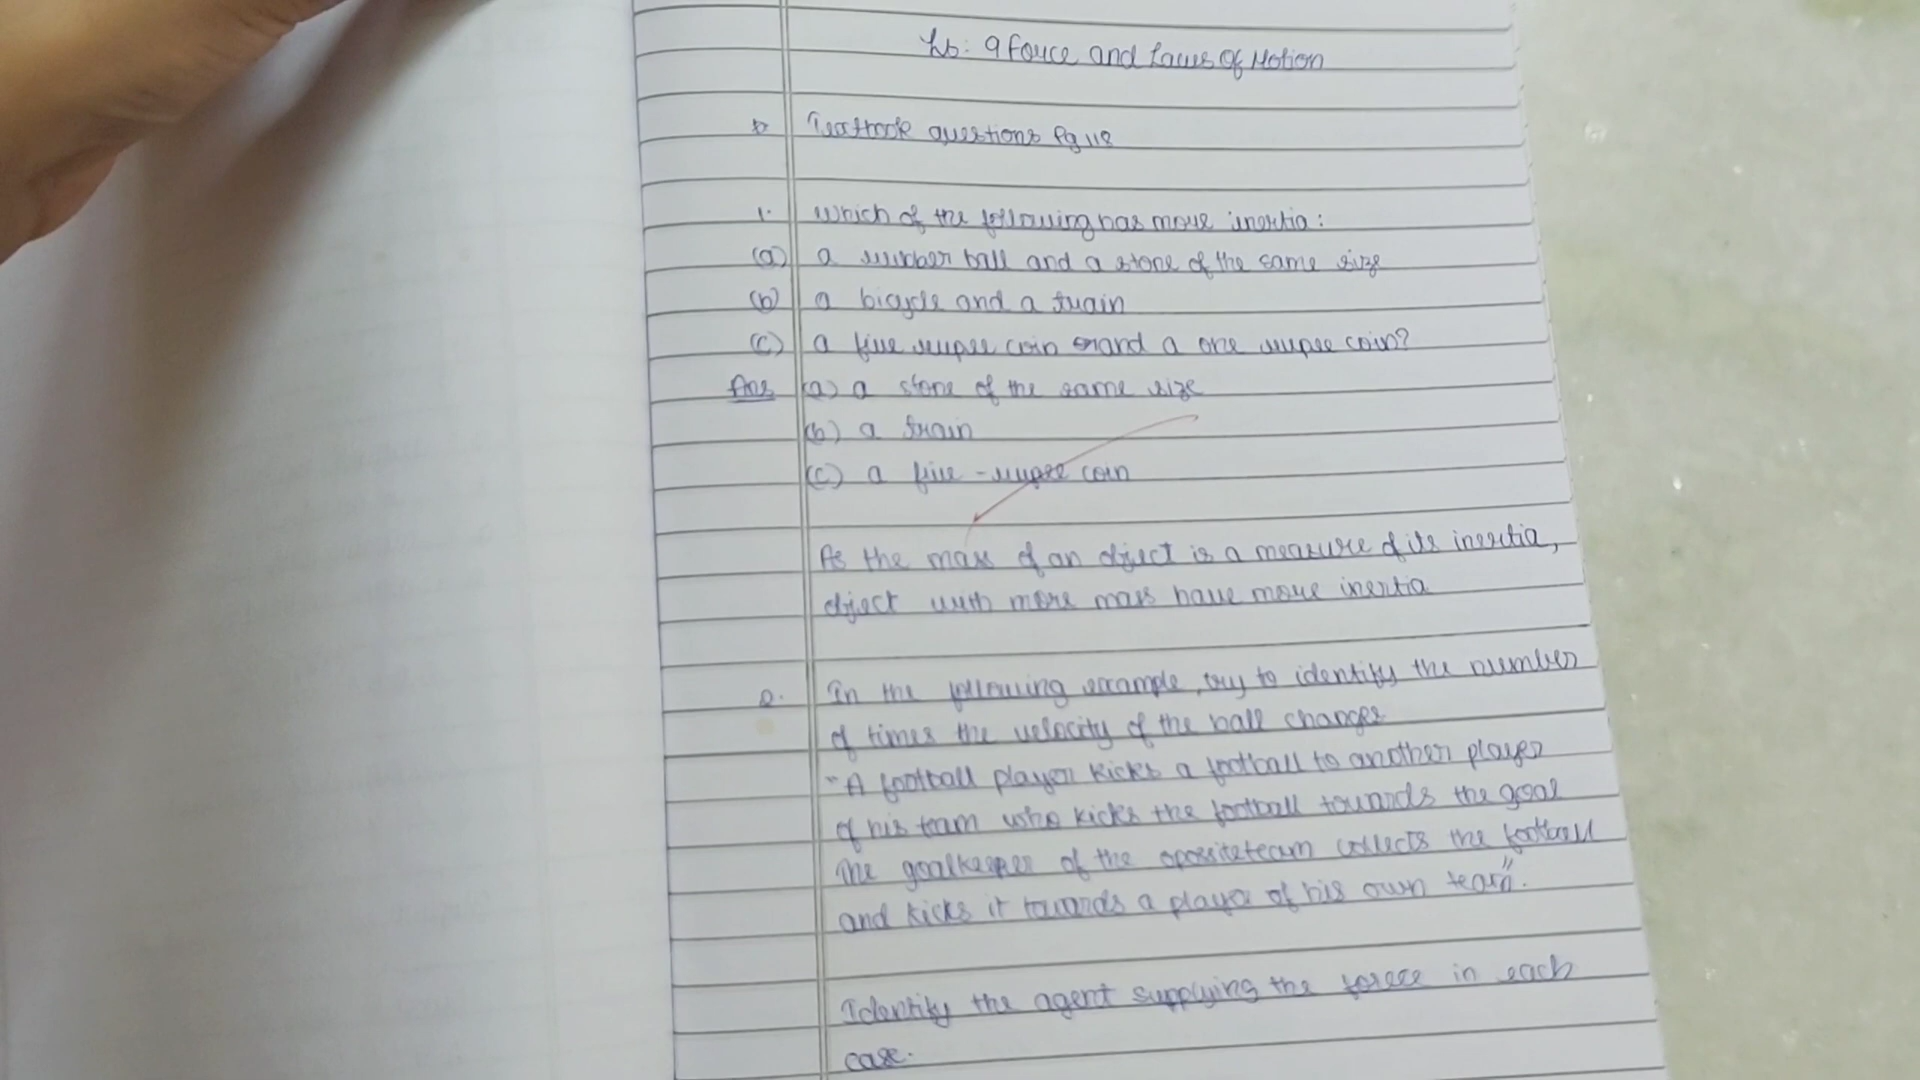 Ls: 9 Force and Laws Of Motion
Textbook questions Pg 118
1. Which of the following has more inertia:
(a) a rubber ball and a stone of the same size
(b) a bicycle and a train
(c) a five rupee coin and a one rupee coin?
Ans (a) a stone of the same size
(b) a train
(c) a five-rupee coin
As the mass of an object is a measure of its inertia,
object with more mass have more inertia
2. In the following example, try to identify the number
of times the velocity of the ball changes
"A football player kicks a football to another player
of his team who kicks the football towards the goal
The goalkeeper of the opossiteteam collects the football
and kicks it towards a player of his own team".
Identify the agent supplying the force in each
case.